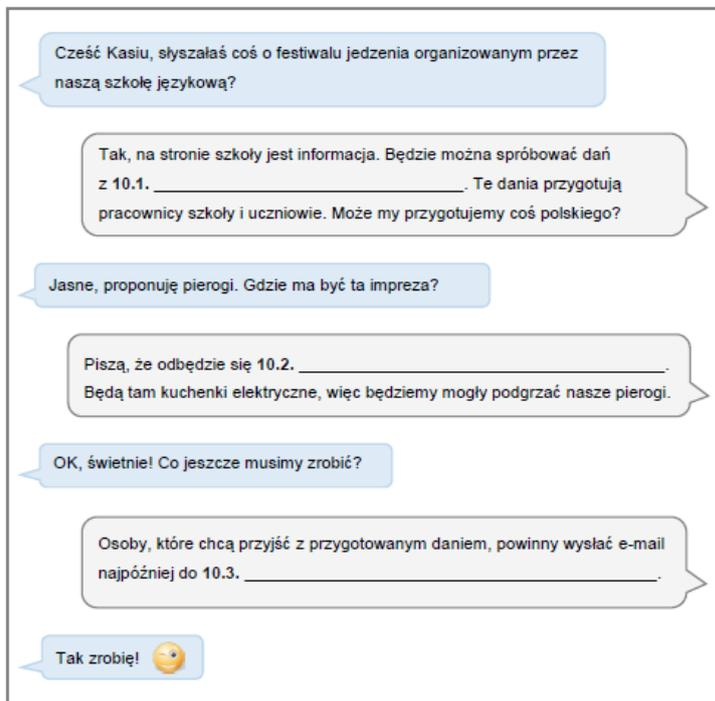 Cześć Kasiu, słyszałaś coś o festiwalu jedzenia organizowanym przez
naszą szkołę językową?
Tak, na stronie szkoły jest informacja. Będzie można spróbować dań
z 10.1. ________________________________. Te dania przygotują
pracownicy szkoły i uczniowie. Może my przygotujemy coś polskiego?
Jasne, proponuję pierogi. Gdzie ma być ta impreza?
Piszą, że odbędzie się 10.2. ______________________________________.
Będą tam kuchenki elektryczne, więc będziemy mogły podgrzać nasze pierogi.
OK, świetnie! Co jeszcze musimy zrobić?
Osoby, które chcą przyjść z przygotowanym daniem, powinny wysłać e-mail
najpóźniej do 10.3. ___________________________________________.
Tak zrobię!